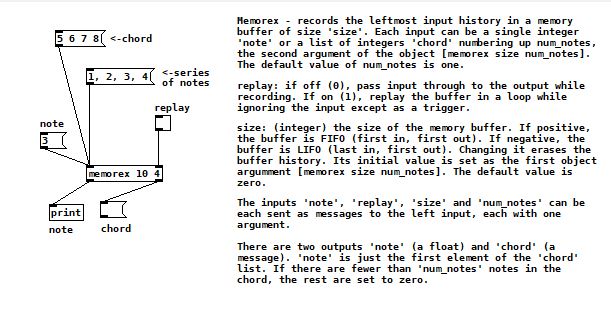 5 6 7 8
<-chord
1, 2, 3, 4
<-series
of notes
replay
note
3
memorex 10 4
print
note
chord
Memorex - records the leftmost input history in a memory
buffer of size 'size'. Each input can be a single integer
'note' or a list of integers 'chord' numbering up num_notes,
the second argument of the object [memorex size num_notes].
The default value of num_notes is one.
replay: if off (0), pass input through to the output while
recording. If on (1), replay the buffer in a loop while
ignoring the input except as a trigger.
size: (integer) the size of the memory buffer. If positive,
the buffer is FIFO (first in, first out). If negative, the
buffer is LIFO (last in, first out). Changing it erases the
buffer history. Its initial value is set as the first object
argument [memorex size num_notes]. The default value is
zero.
The inputs 'note', 'replay', 'size' and 'num_notes' can be
each sent as messages to the left input, each with one
argument.
There are two outputs 'note' (a float) and 'chord' (a
message). 'note' is just the first element of the 'chord'
list. If there are fewer than 'num_notes' notes in the
chord, the rest are set to zero.